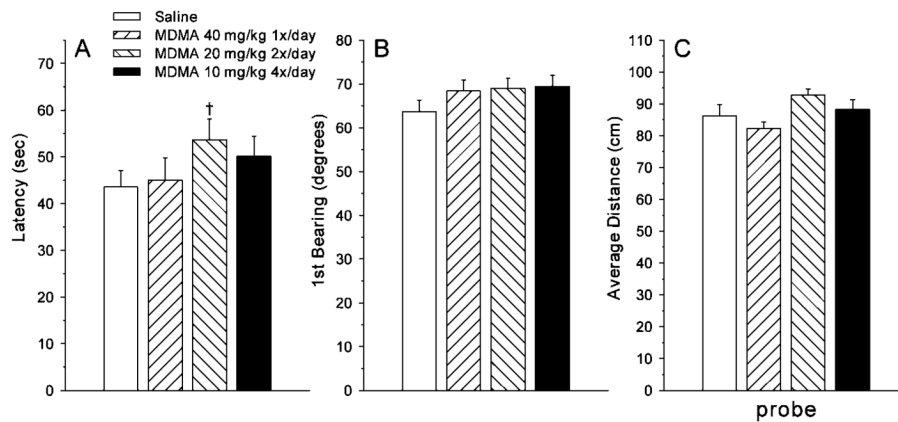 Saline
MDMA 40 mg/kg 1x/day
MDMA 20 mg/kg 2x/day
MDMA 10 mg/kg 4x/day
A
Latency (sec)
70
60
50
40
30
20
10
0
†
B
1st Bearing (degrees)
80
70
60
50
40
30
20
10
0
C
Average Distance (cm)
110
100
90
80
70
60
50
40
30
20
10
0
probe